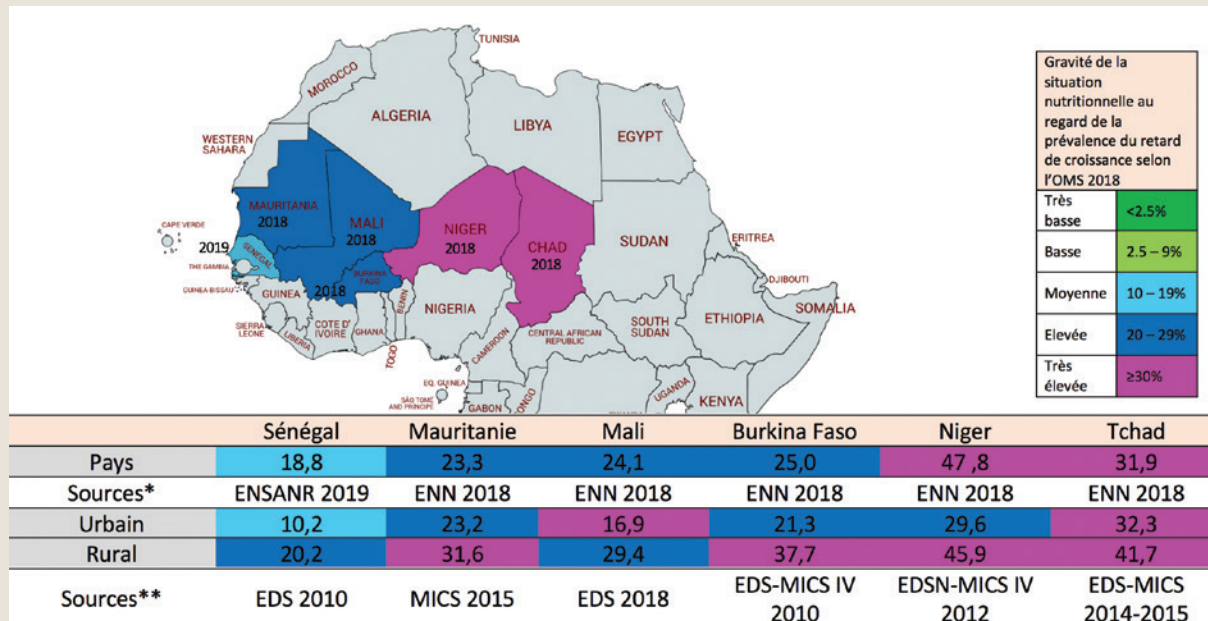 TUNISIA
MOROCCO
ALGERIA
LIBYA
EGYPT
WESTERN
SAHARA
MAURITANIA
2018
MALI
2018
NIGER
2018
CHAD
2018
SUDAN
ERITREA
CAPE VERDE
2019
SENEGAL
THE GAMBIA
GUINEA-BISSAU
GUINEA
2018
BURKINA
FASO
BENIN
NIGERIA
DJIBOUTI
SOMALIA
ETHIOPIA
SIERRA
LEONE
LIBERIA
COTE D'
IVOIRE
GHANA
TOGO
CAMEROON
CENTRAL AFRICAN
REPUBLIC
SOUTH
SUDAN
EQ. GUINEA
SÃO TOMÉ
AND PRINCIPE
GABON
CONGO
UGANDA
KENYA
Gravité de la
situation
nutritionnelle au
regard de la
prévalence du retard
de croissance selon
l'OMS 2018
Très
basse <2.5%
Basse 2.5 – 9%
Moyenne 10 – 19%
Elevée 20 – 29%
Très
élevée ≥30%
Sénégal Mauritanie Mali Burkina Faso Niger Tchad
Pays 18,8 23,3 24,1 25,0 47,8 31,9
Sources* ENSANR 2019 ENN 2018 ENN 2018 ENN 2018 ENN 2018 ENN 2018
Urbain 10,2 23,2 16,9 21,3 29,6 32,3
Rural 20,2 31,6 29,4 37,7 45,9 41,7
Sources** EDS 2010 MICS 2015 EDS 2018 EDS-MICS IV
2010 EDSN-MICS IV
2012 EDS-MICS
2014-2015